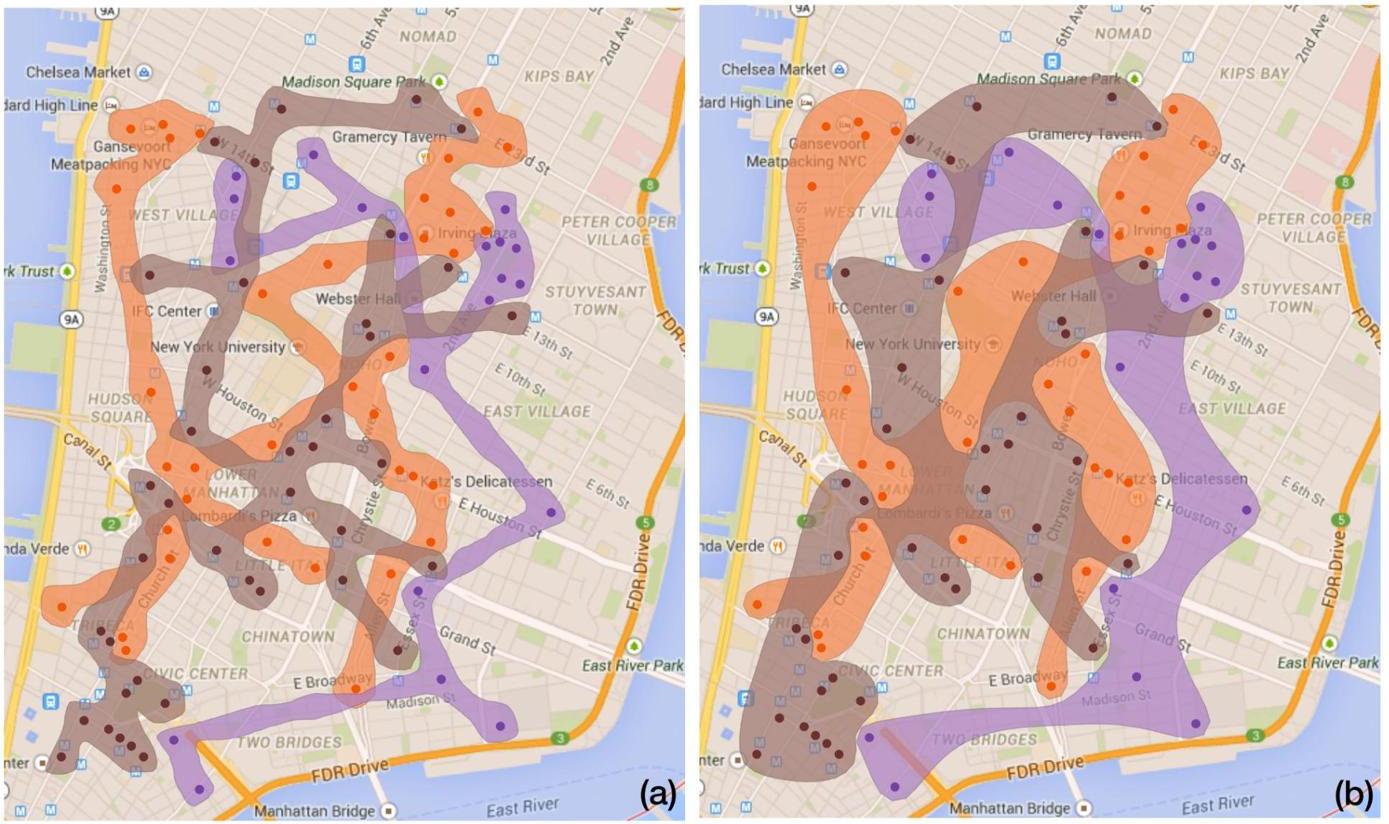 9A
6th Ave
5
St
2nd Ave
NOMAD
Chelsea Market
KIPS BAY
Madison Square Park
dard High Line
Gramercy Tavern
W 14th St
Gansevoort
Meatpacking NYC
E 23rd St
8
WEST VILLAGE
Washington St
Irving Plaza
PETER COOPER
VILLAGE
rk Trust
Webster Hall
STUYVESANT
TOWN
IFC Center
9A
2nd Ave
E 13th St
FDR D
New York University
NOHO
W Houston St
E 10th St
HUDSON
SQUARE
Bowery
EAST VILLAGE
Canal St
LOWER
MANHATTAN
Katz's Delicatessen
E 6th St
Lombardi's Pizza
Chrystie St
E Houston St
2
5
nda Verde
LITTLE ITALY
FDR Drive
Church St
Allen St
Essex St
TRIBECA
CHINATOWN
Grand St
CIVIC CENTER
E Broadway
East River Park
Madison St
TWO BRIDGES
3
nter
FDR Drive
(a)
East River
Manhattan Bridge
9A
6th Ave
5
St
2nd Ave
NOMAD
Chelsea Market
KIPS BAY
Madison Square Park
dard High Line
Gramercy Tavern
W 14th St
Gansevoort
Meatpacking NYC
E 23rd St
8
WEST VILLAGE
Washington St
Irving Plaza
PETER COOPER
VILLAGE
rk Trust
Webster Hall
STUYVESANT
TOWN
IFC Center
9A
2nd Ave
E 13th St
FDR D
New York University
NOHO
W Houston St
E 10th St
HUDSON
SQUARE
Bowery
EAST VILLAGE
Canal St
LOWER
MANHATTAN
Katz's Delicatessen
E 6th St
Lombardi's Pizza
Chrystie St
E Houston St
2
5
nda Verde
LITTLE ITALY
FDR Drive
Church St
Allen St
Essex St
TRIBECA
CHINATOWN
Grand St
CIVIC CENTER
E Broadway
East River Park
Madison St
TWO BRIDGES
3
nter
FDR Drive
(b)
East River
Manhattan Bridge